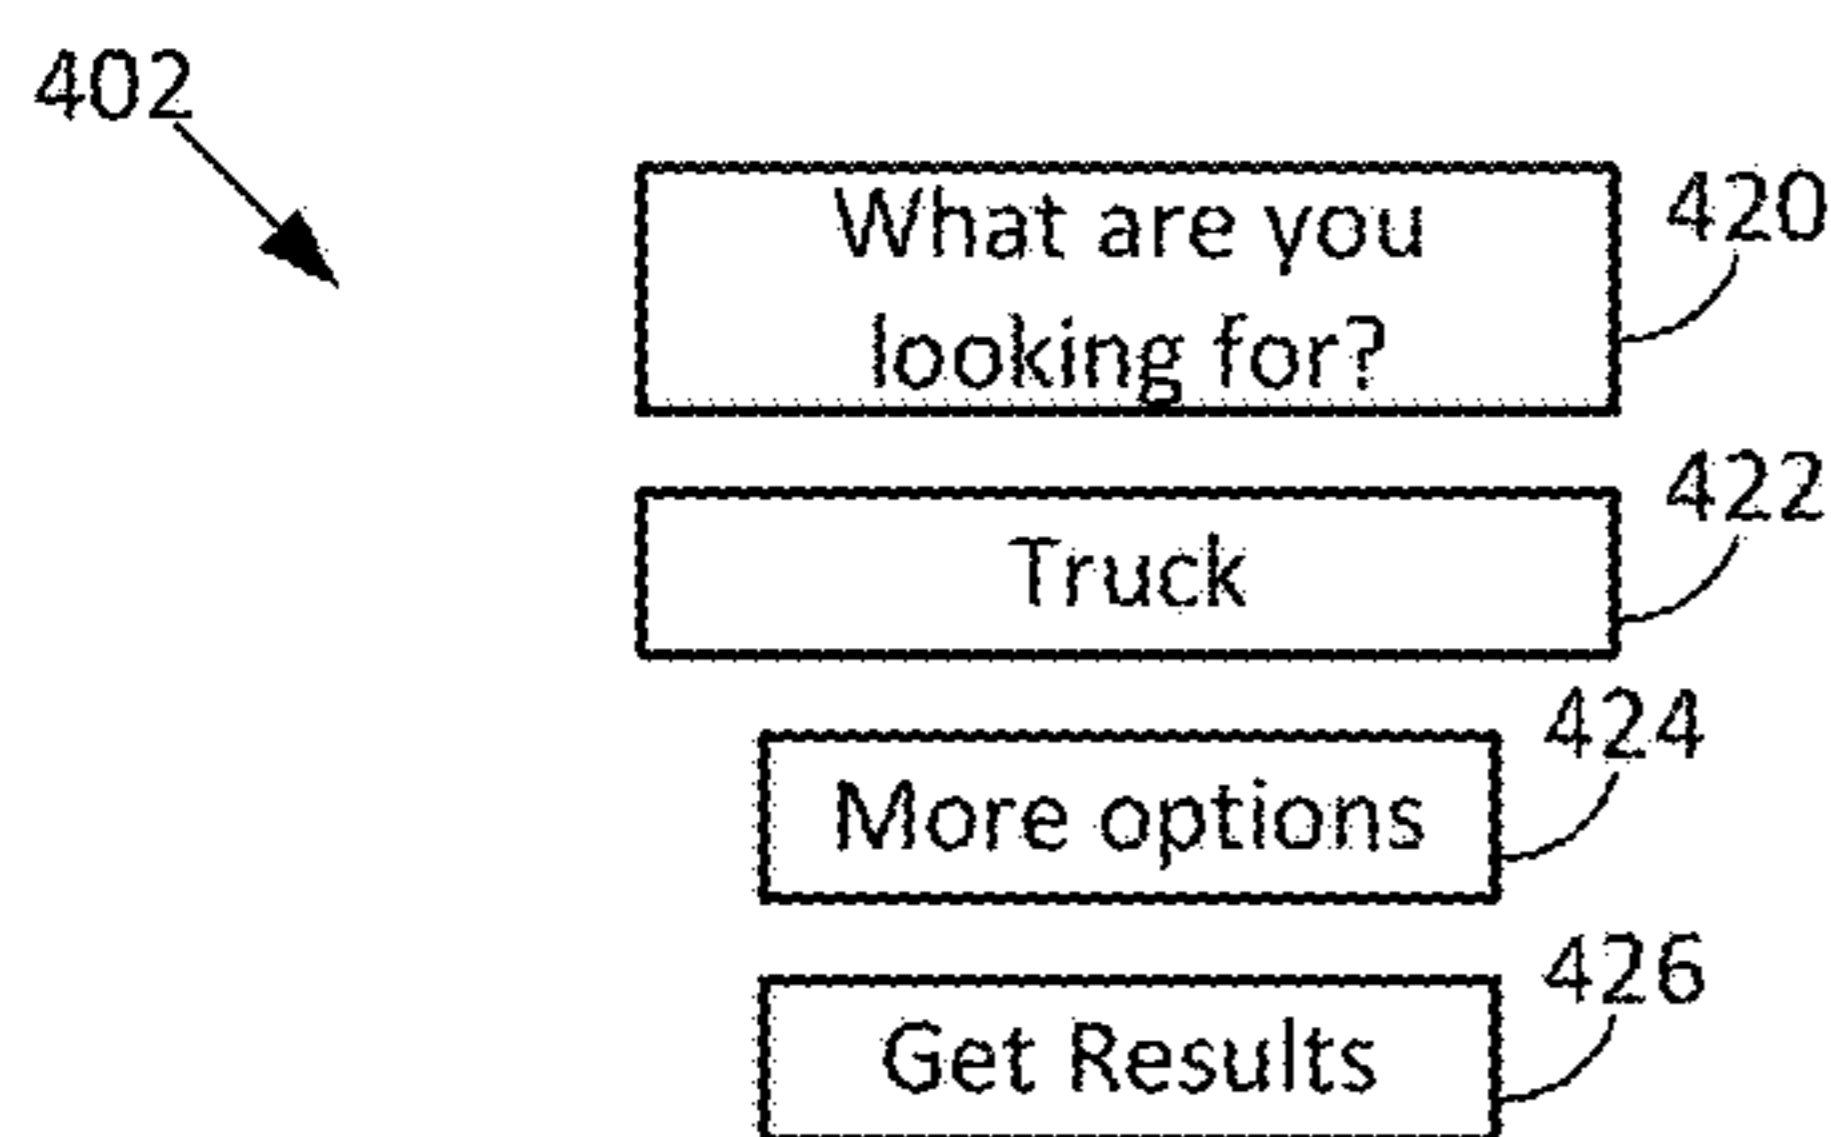 402
What are you
looking for?
420
Truck
422
More options
424
Get Results
426